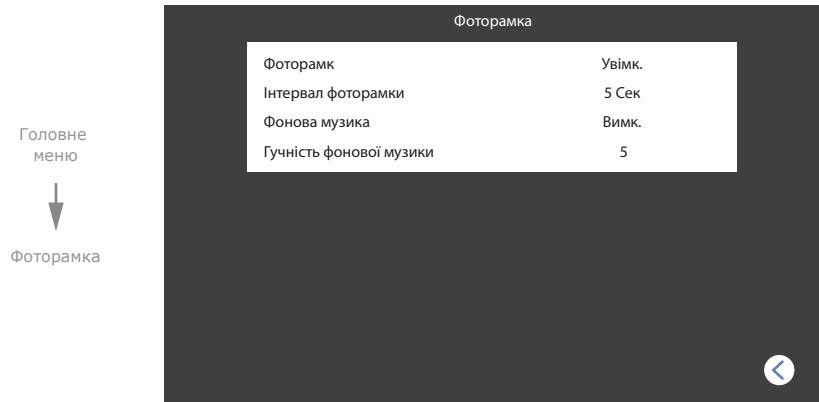 Фоторамка
Фоторамк Увімк.
Інтервал фоторамки 5 Сек
Фонова музика Вимк.
Гучність фонової музики 5
Головне
меню
Фоторамка